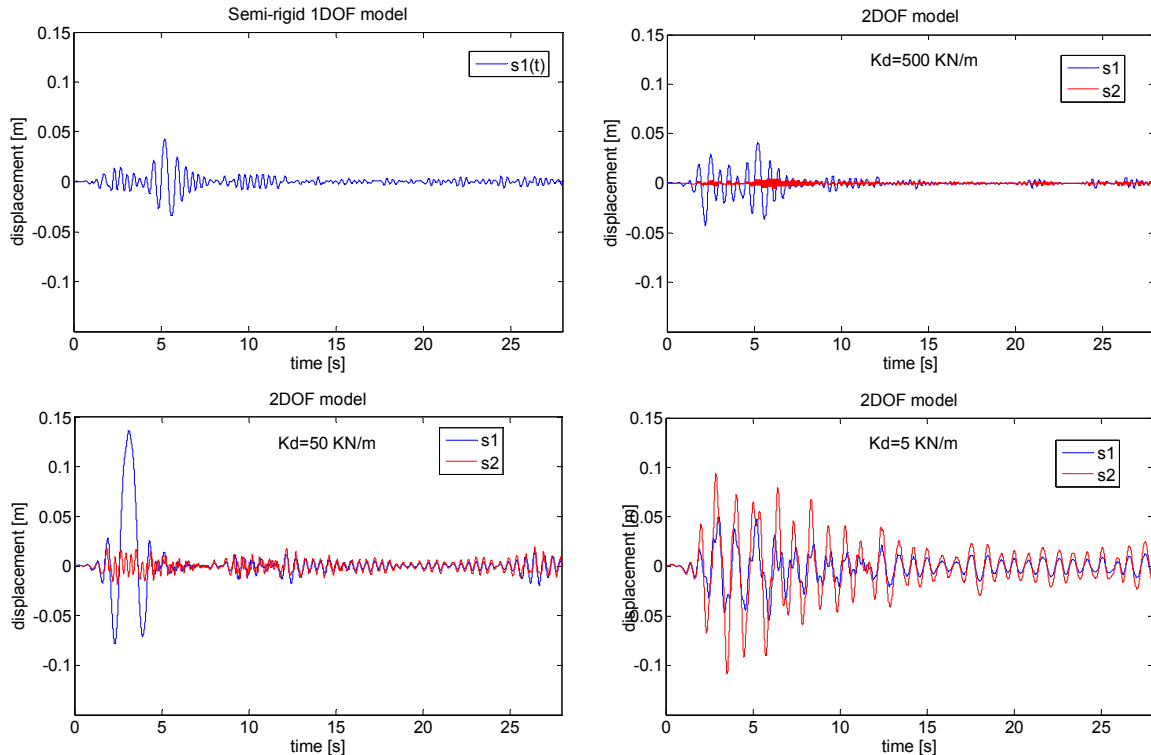 Semi-rigid 1DOF model
0.15
0.1
0.05
0
-0.05
-0.1
displacement [m]
s1(t)
0 5 10 15 20 25
time [s]
2DOF model
Kd=500 KN/m
0.15
0.1
0.05
0
-0.05
-0.1
displacement [m]
s1
s2
0 5 10 15 20 25
time [s]
2DOF model
Kd=50 KN/m
0.15
0.1
0.05
0
-0.05
-0.1
displacement [m]
s1
s2
0 5 10 15 20 25
time [s]
2DOF model
Kd=5 KN/m
0.15
0.1
0.05
0
-0.05
-0.1
displacement [m]
s1
s2
0 5 10 15 20 25
time [s]